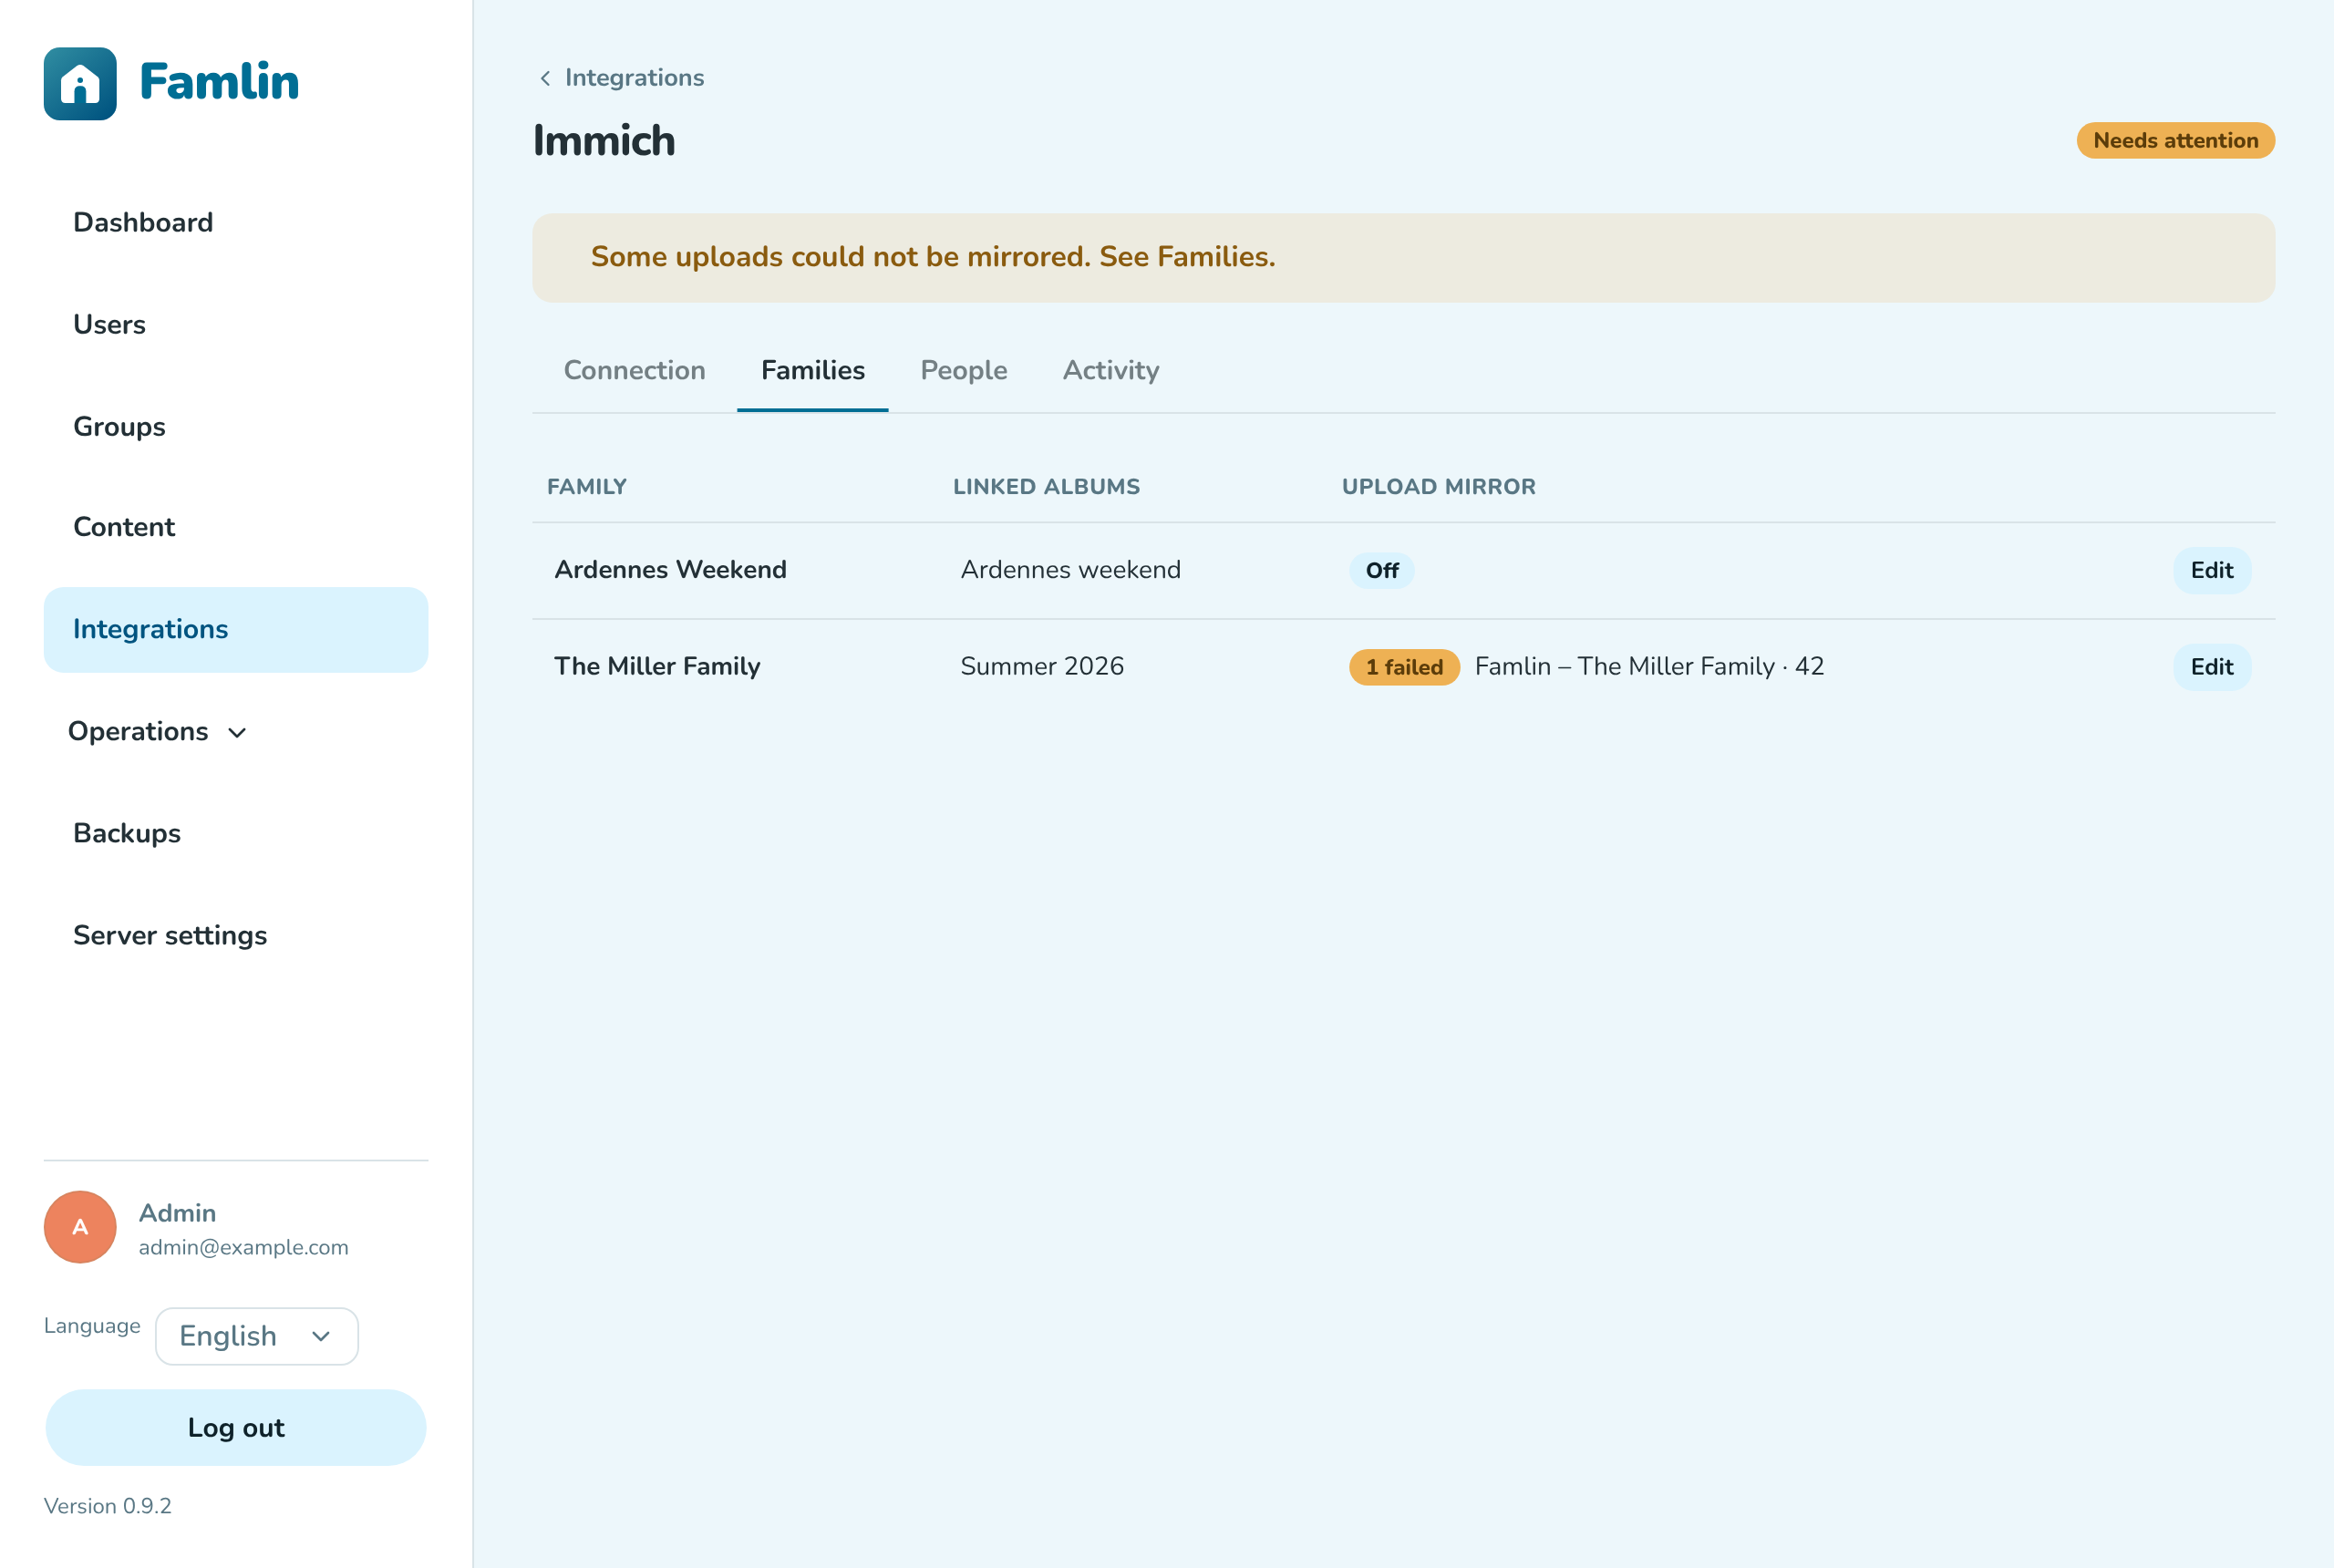 Famlin
Dashboard
Users
Groups
Content
Integrations
Operations
Backups
Server settings
A
Admin
admin@example.com
Language
English
Log out
Version 0.9.2
Integrations
Immich
Needs attention
Some uploads could not be mirrored. See Families.
Connection Families People Activity
FAMILY LINKED ALBUMS UPLOAD MIRROR
Ardennes Weekend Ardennes weekend Off Edit
The Miller Family Summer 2026 1 failed Famlin – The Miller Family · 42 Edit